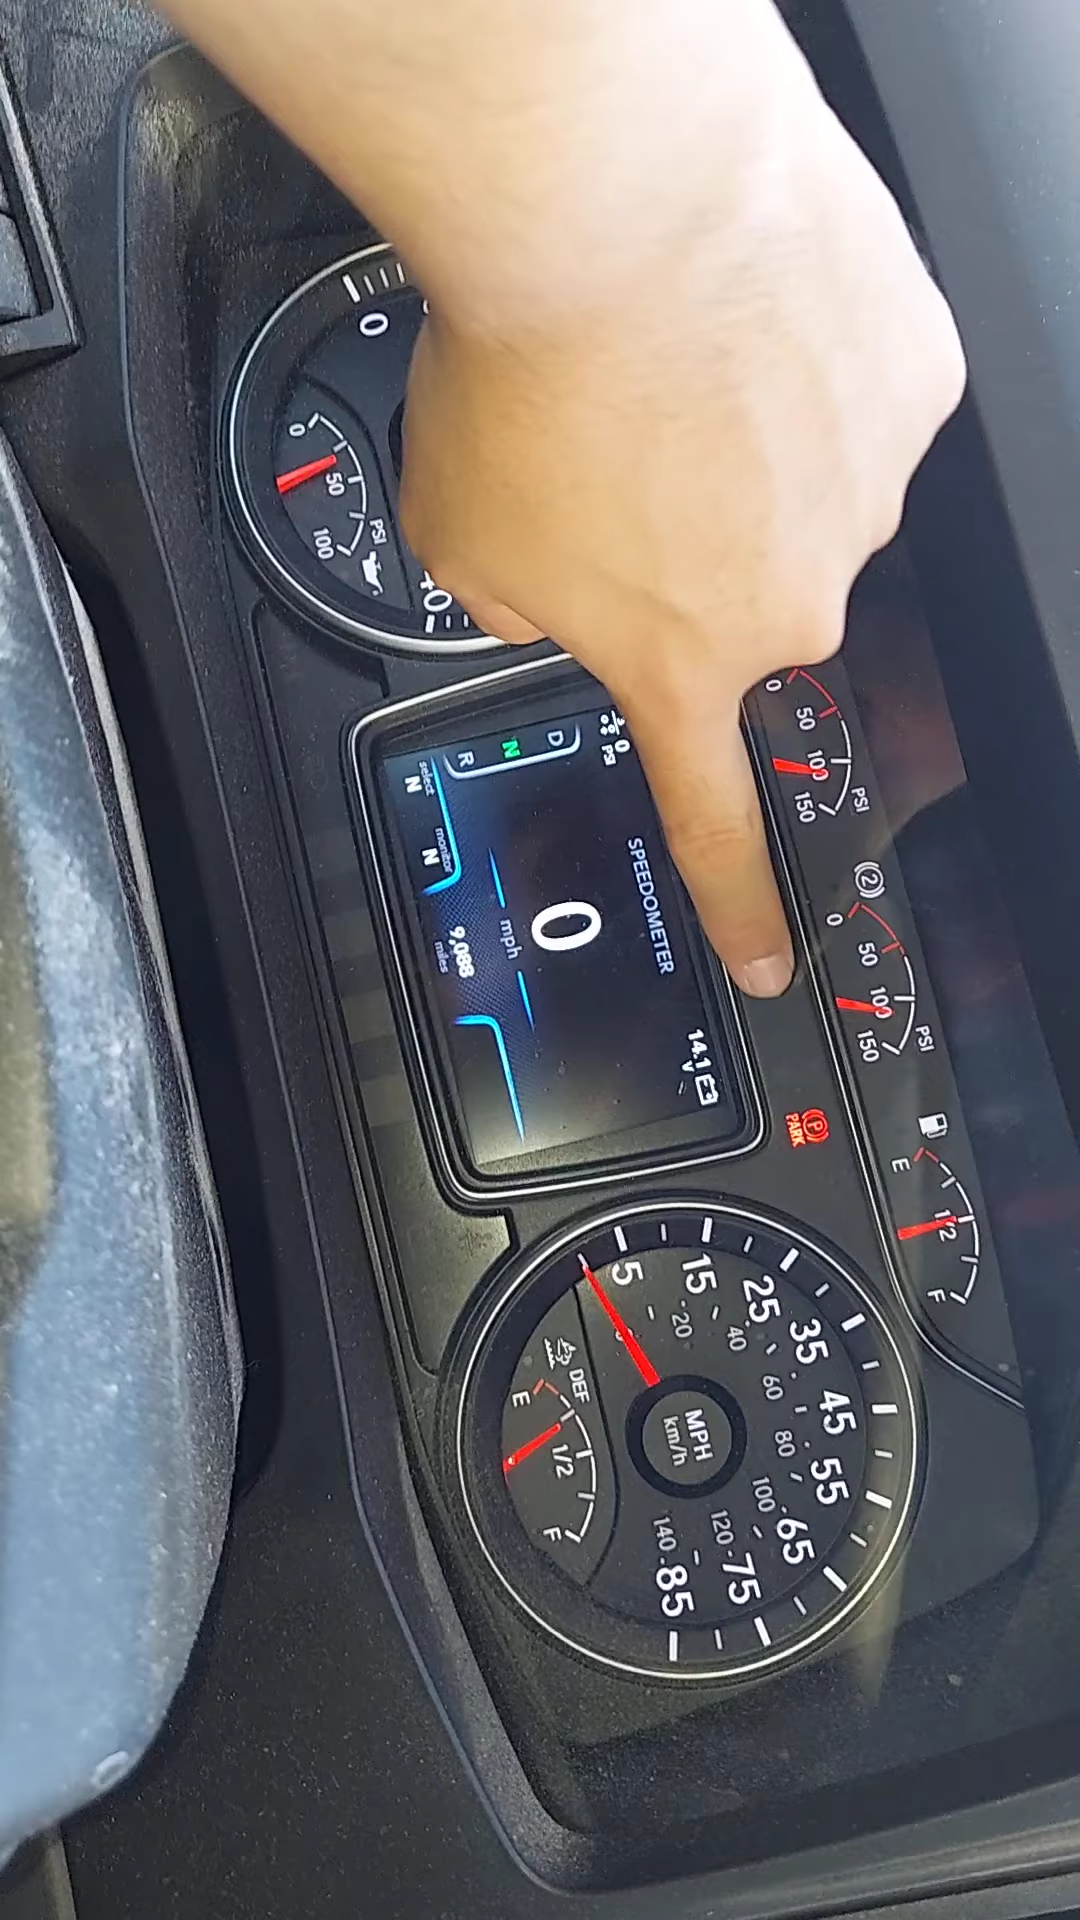 0
50
100
150
PSI
(2)
0
50
100
150
PSI
E
1/2
F
P
PARK
0
40
0
50
100
PSI
0
PSI
SPEEDOMETER
14.1
V
D
N
R
0
mph
select
N
monitor
N
9,088
miles
5
15
25
35
45
55
65
75
85
20
40
60
80
100
120
140
MPH
km/h
DEF
E
1/2
F